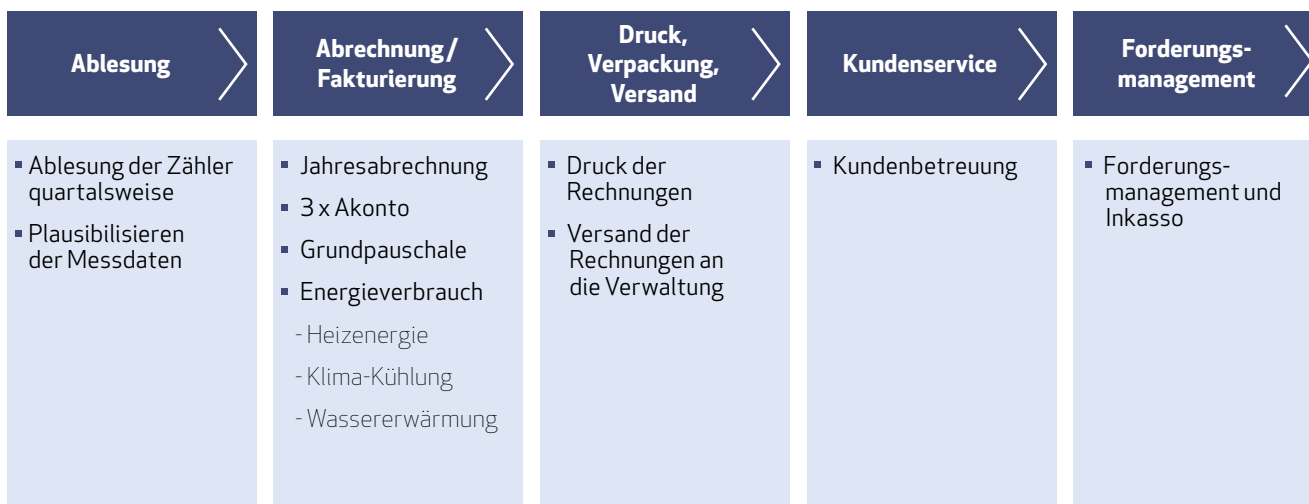 Ablesung
Abrechnung/
Fakturierung
Druck,
Verpackung,
Versand
Kundenservice
Forderungs-
management
▪ Ablesung der Zähler
quartalsweise
▪ Plausibilisieren
der Messdaten
▪ Jahresabrechnung
▪ 3 x Akonto
▪ Grundpauschale
▪ Energieverbrauch
- Heizenergie
- Klima-Kühlung
- Wassererwärmung
▪ Druck der
Rechnungen
▪ Versand der
Rechnungen an
die Verwaltung
▪ Kundenbetreuung
▪ Forderungs-
management und
Inkasso